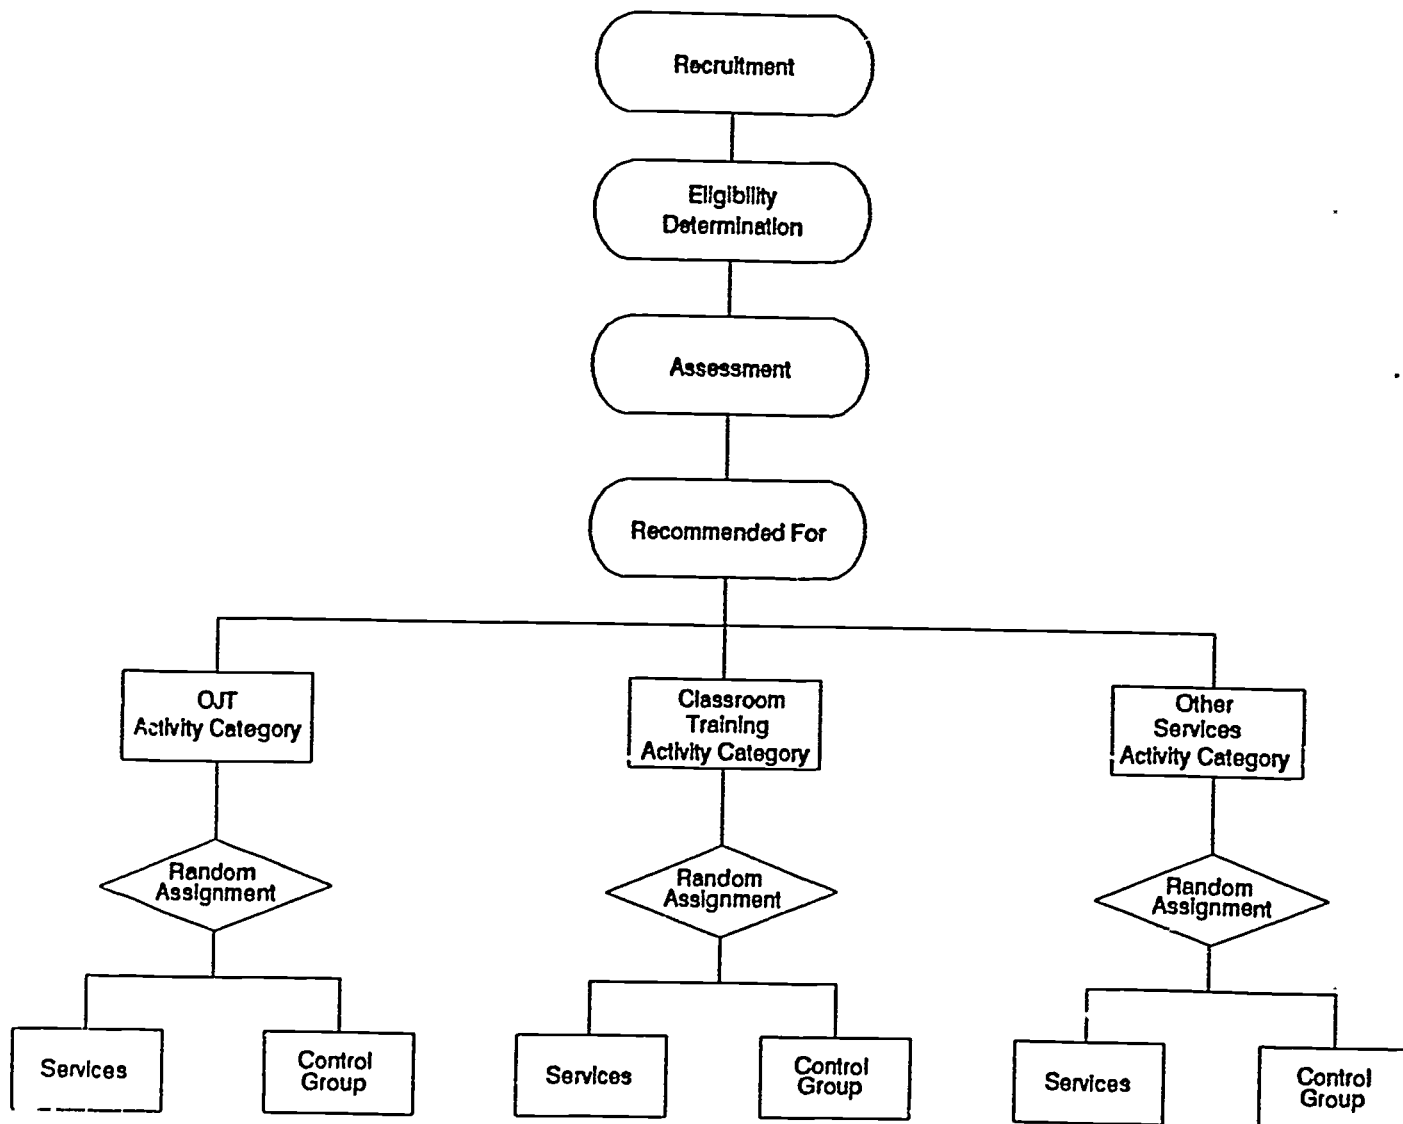 Recruitment
Eligibility
Determination
Assessment
Recommended For
OJT
Activity Category
Classroom
Training
Activity Category
Other
Services
Activity Category
Random
Assignment
Random
Assignment
Random
Assignment
Services
Control
Group
Services
Control
Group
Services
Control
Group